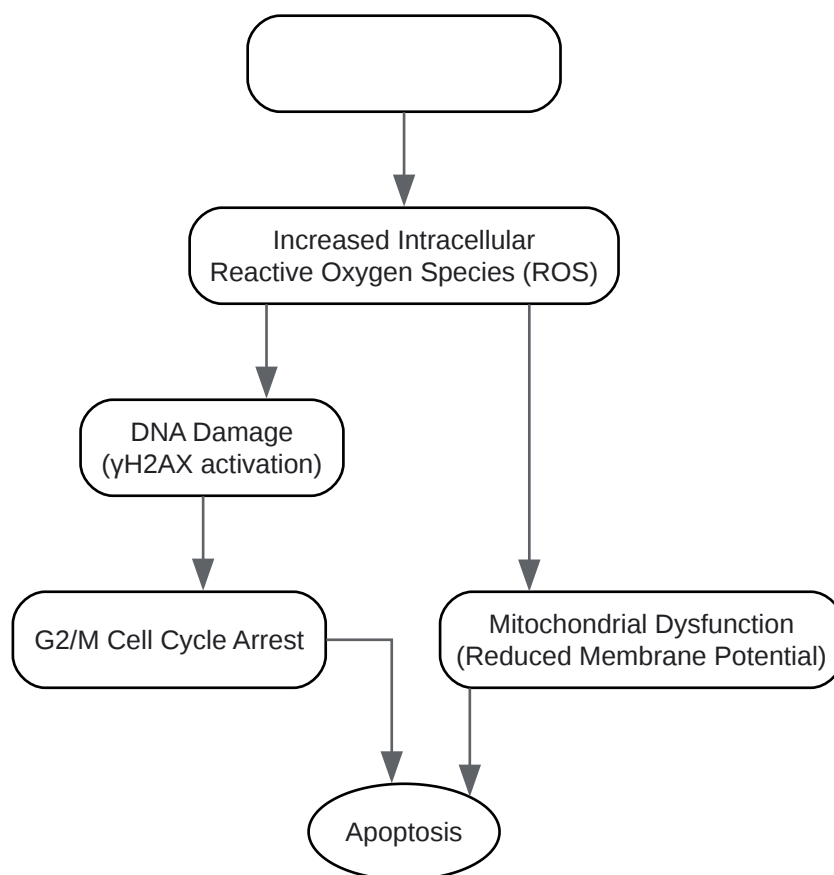 Increased Intracellular
Reactive Oxygen Species (ROS)
DNA Damage
(γH2AX activation)
G2/M Cell Cycle Arrest
Mitochondrial Dysfunction
(Reduced Membrane Potential)
Apoptosis